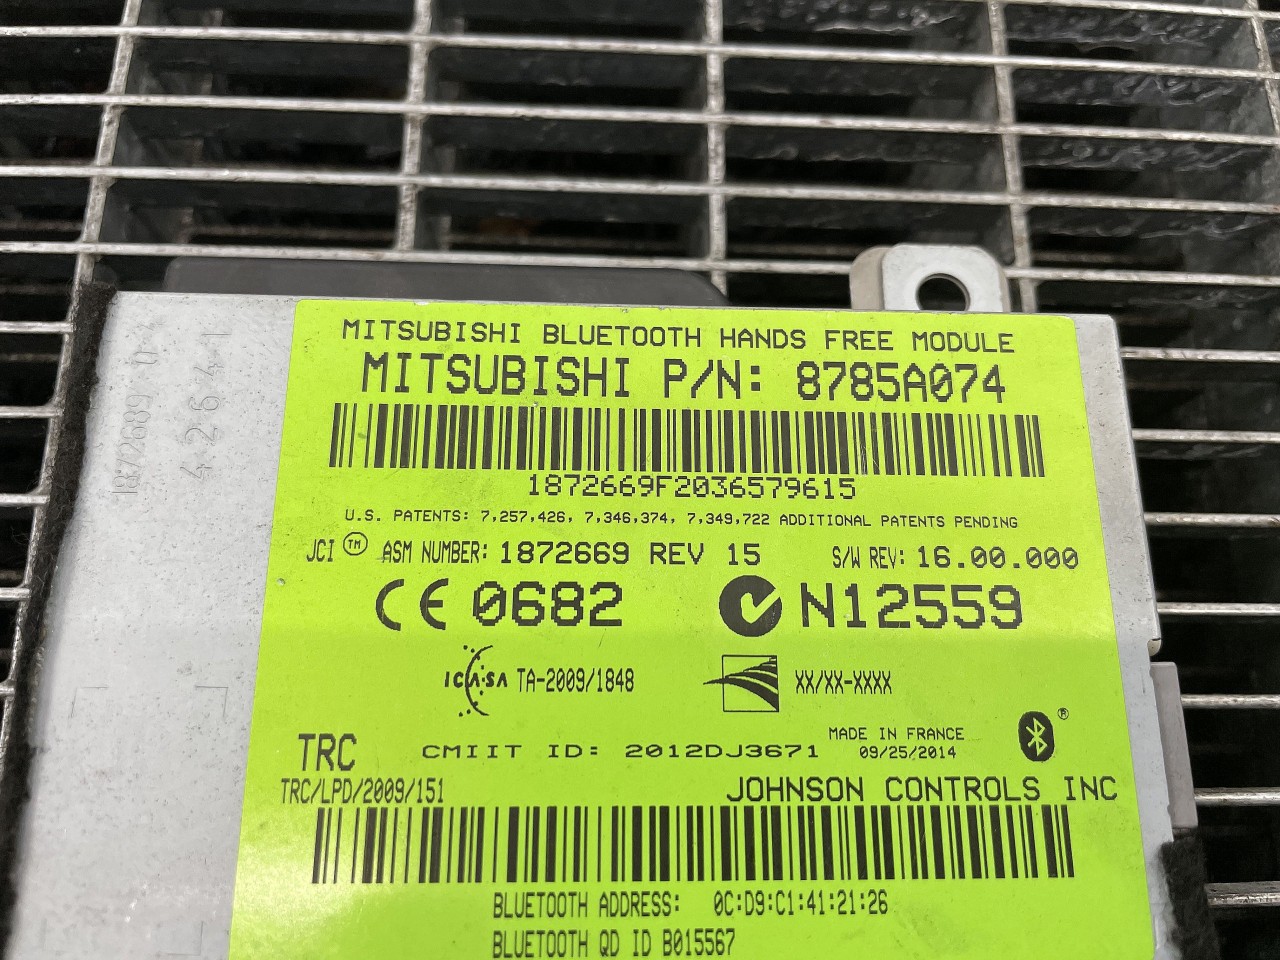 MITSUBISHI BLUETOOTH HANDS FREE MODULE
MITSUBISHI P/N: 8785A074
1872669F2036579615
U.S. PATENTS: 7,257,426, 7,346,374, 7,349,722 ADDITIONAL PATENTS PENDING
JCI TM ASM NUMBER: 1872669 REV 15 S/W REV: 16.00.000
CE 0682 N12559
ICASA TA-2009/1848 XX/XX-XXXX
TRC CMIIT ID: 2012DJ3671 MADE IN FRANCE
09/25/2014 ®
TRC/LPD/2009/151 JOHNSON CONTROLS INC
BLUETOOTH ADDRESS: 0C:D9:C1:41:21:26
BLUETOOTH QD ID B015567
42641